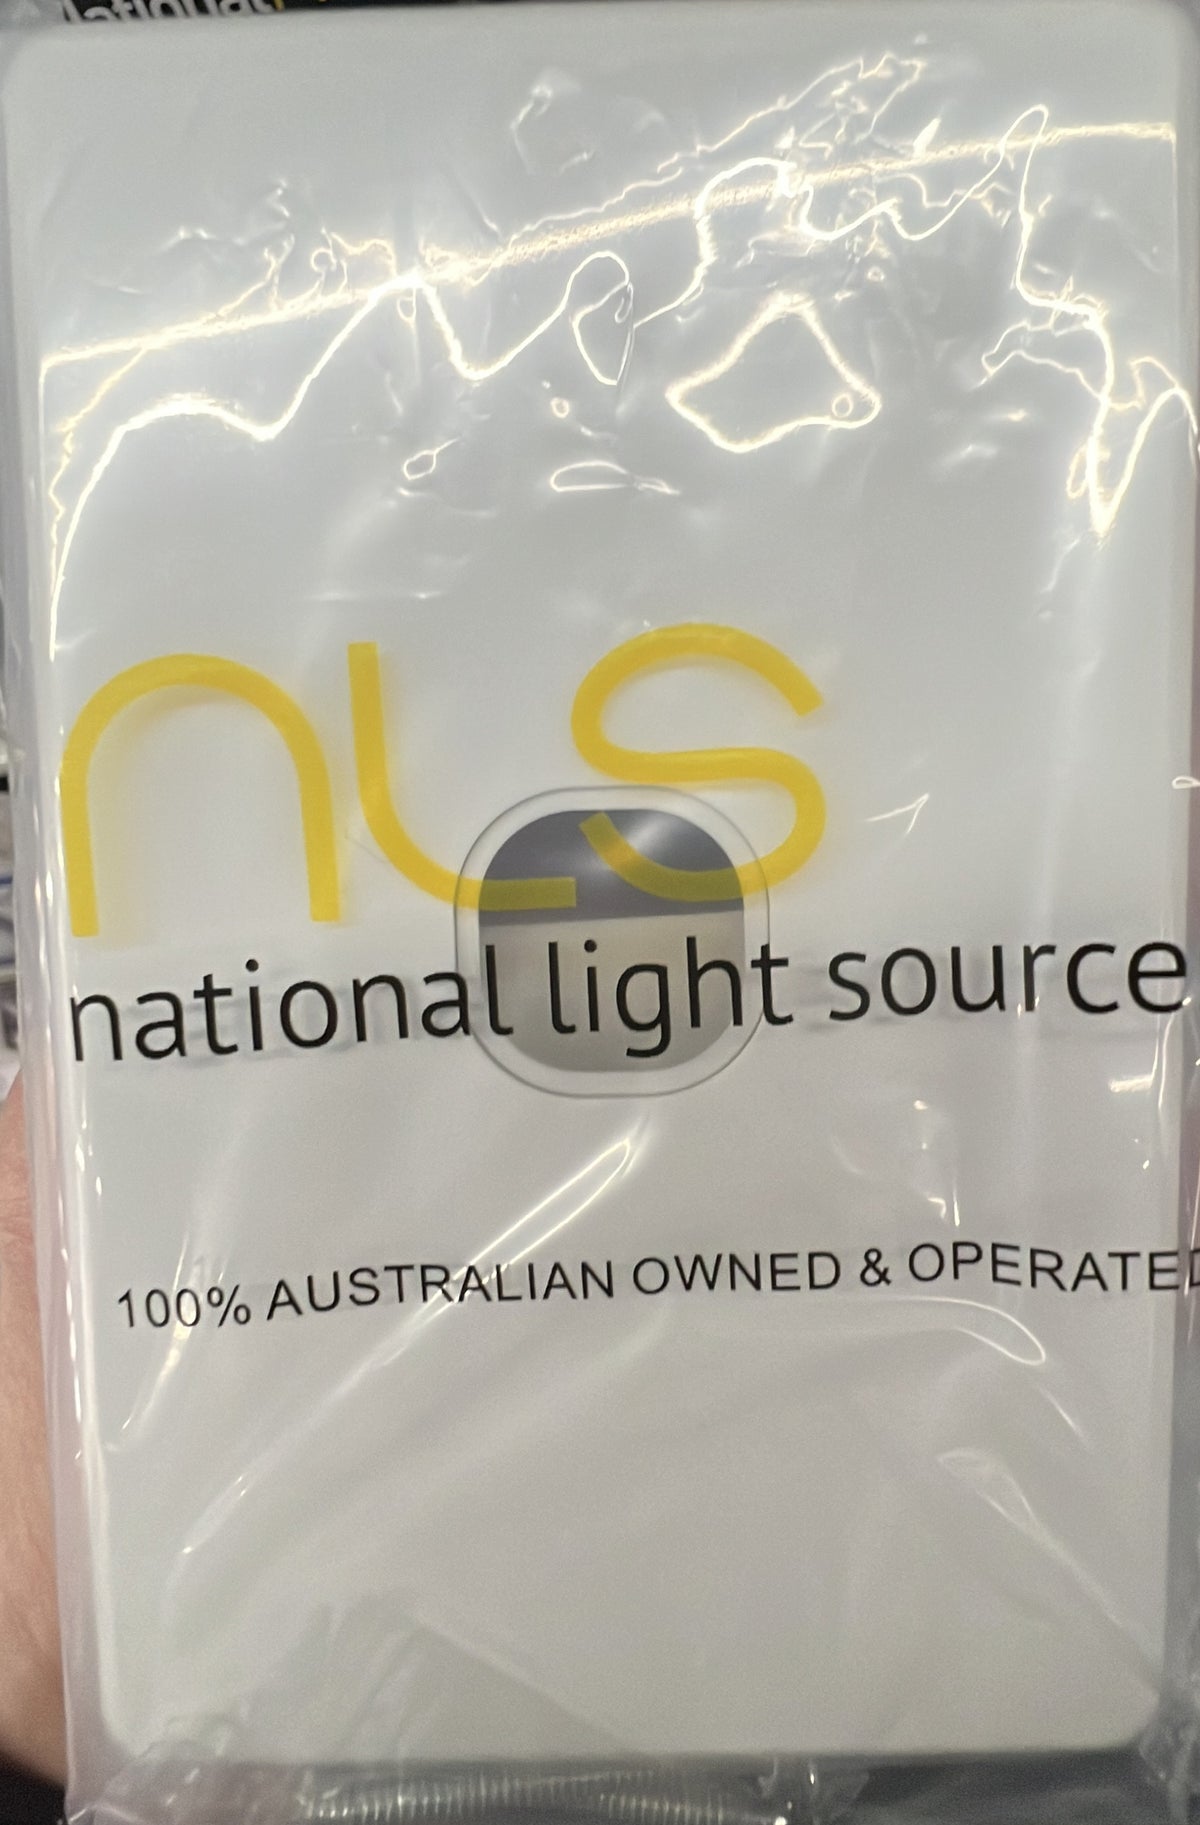 nls
national light source
100% AUSTRALIAN OWNED & OPERATED